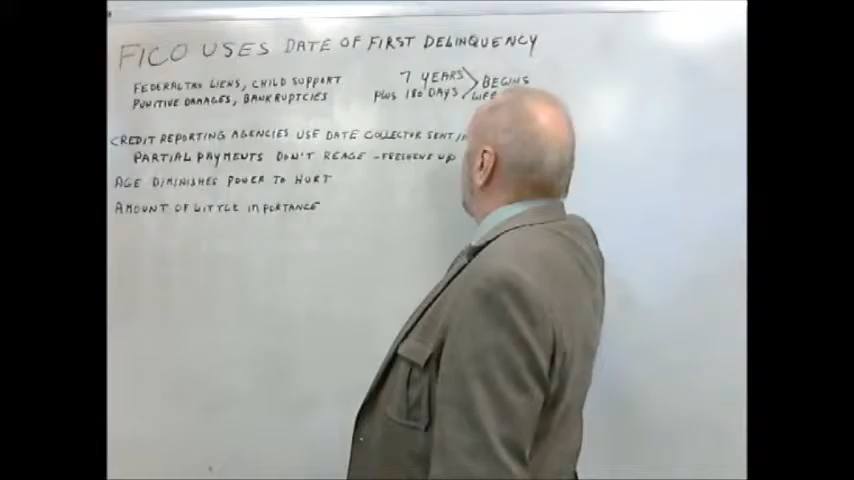 FICO USES DATE OF FIRST DELINQUENCY
FEDERAL TAX LIENS, CHILD SUPPORT
PUNITIVE DAMAGES, BANKRUPTCIES
7 YEARS
PLUS 180 DAYS
BEGINS
CREDIT REPORTING AGENCIES USE DATE COLLECTOR SENT
PARTIAL PAYMENTS DON'T REAGE - FRESHENS UP
AGE DIMINISHES POWER TO HURT
AMOUNT OF LITTLE IMPORTANCE